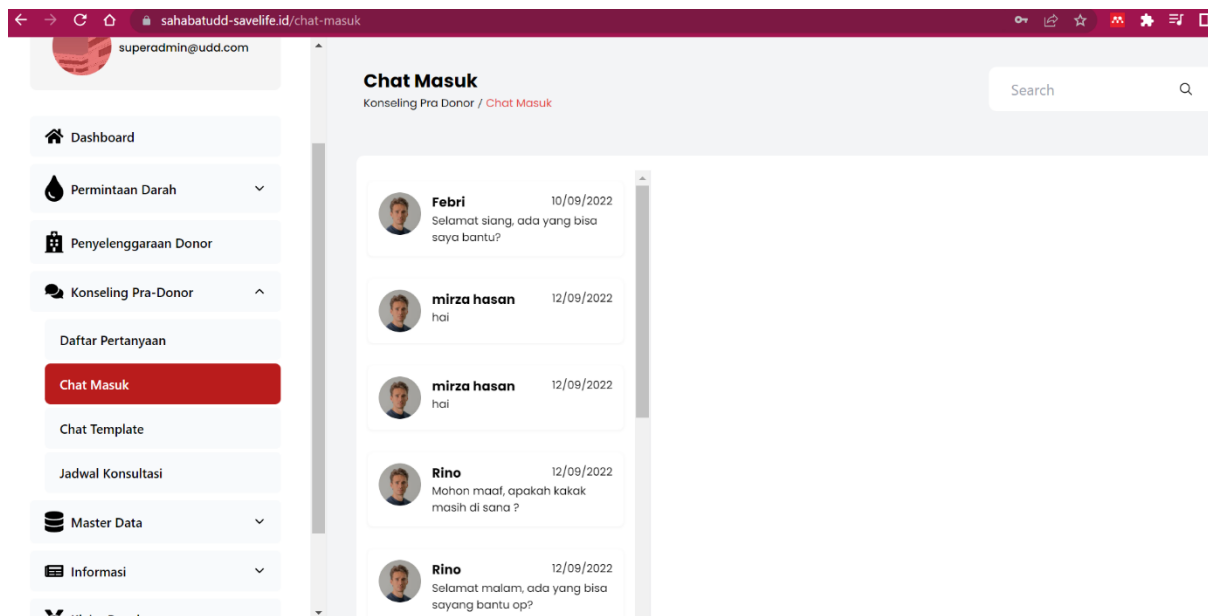 sahabatudd-savelife.id/chat-masuk
superadmin@udd.com
Dashboard
Permintaan Darah
Penyelenggaraan Donor
Konseling Pra-Donor
Daftar Pertanyaan
Chat Masuk
Chat Template
Jadwal Konsultasi
Master Data
Informasi
Chat Masuk
Konseling Pra Donor / Chat Masuk
Search
Febri 10/09/2022
Selamat siang, ada yang bisa
saya bantu?
mirza hasan 12/09/2022
hai
mirza hasan 12/09/2022
hai
Rino 12/09/2022
Mohon maaf, apakah kakak
masih di sana ?
Rino 12/09/2022
Selamat malam, ada yang bisa
sayang bantu op?